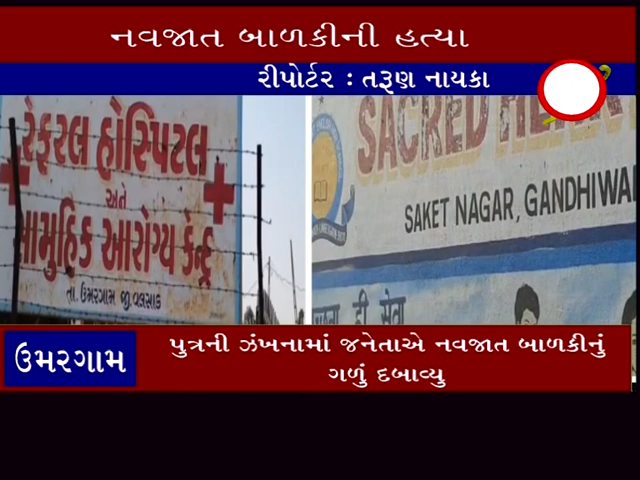 નવજાત બાળકીની હત્યા
રીપોર્ટર : તરૂણ નાયકા
રેફરલ હોસ્પિટલ
અને
સામુહિક આરોગ્ય કેન્દ્ર
તા. ઉમરગામ જી. વલસાડ
SACRED HEART
SAKET NAGAR, GANDHIWA
ही सेवा
ઉમરગામ
પુત્રની ઝંખનામાં જનેતાએ નવજાત બાળકીનું
ગળું દબાવ્યુ